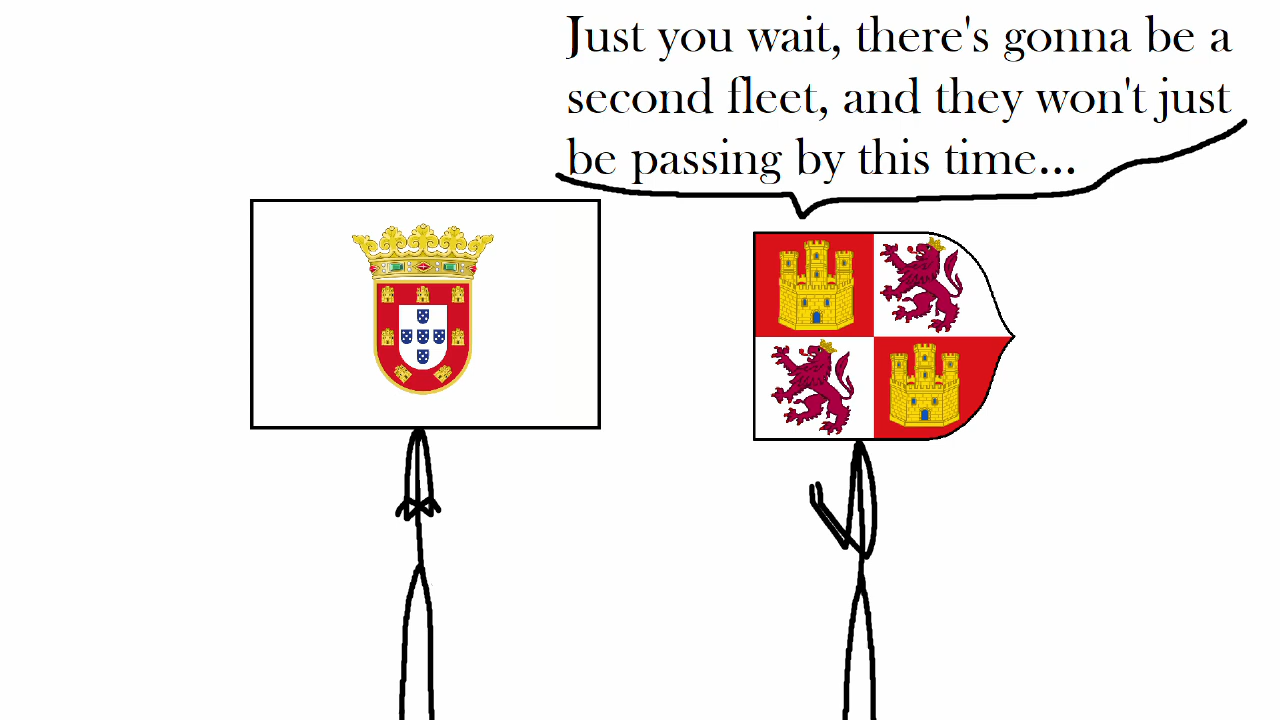 Just you wait, there's gonna be a
second fleet, and they won't just
be passing by this time...